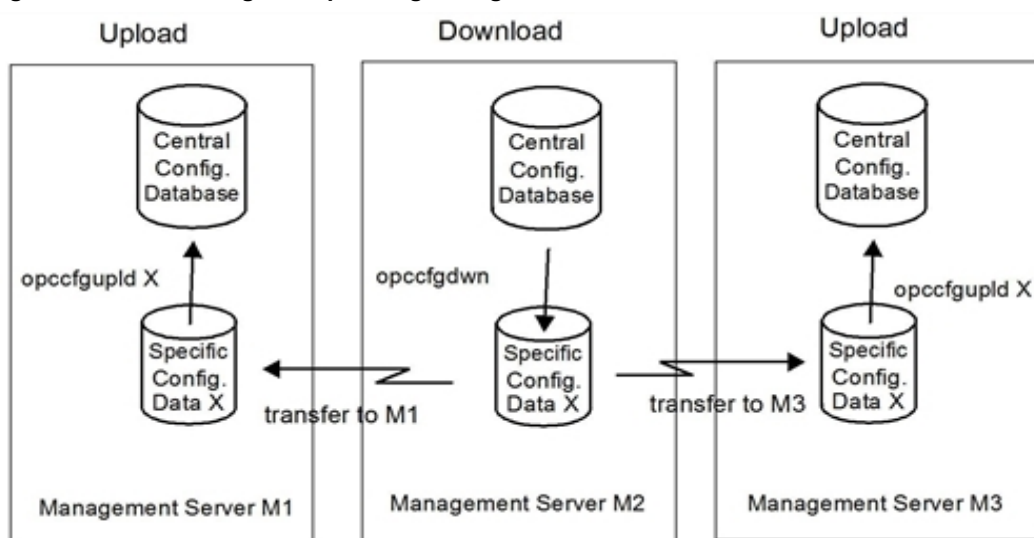 Upload
Download
Upload
Central
Config.
Database
Central
Config.
Database
Central
Config.
Database
opccfgupld X
opccfgdwn
opccfgupld X
Specific
Config.
Data X
Specific
Config.
Data X
Specific
Config.
Data X
transfer to M1
transfer to M3
Management Server M1
Management Server M2
Management Server M3